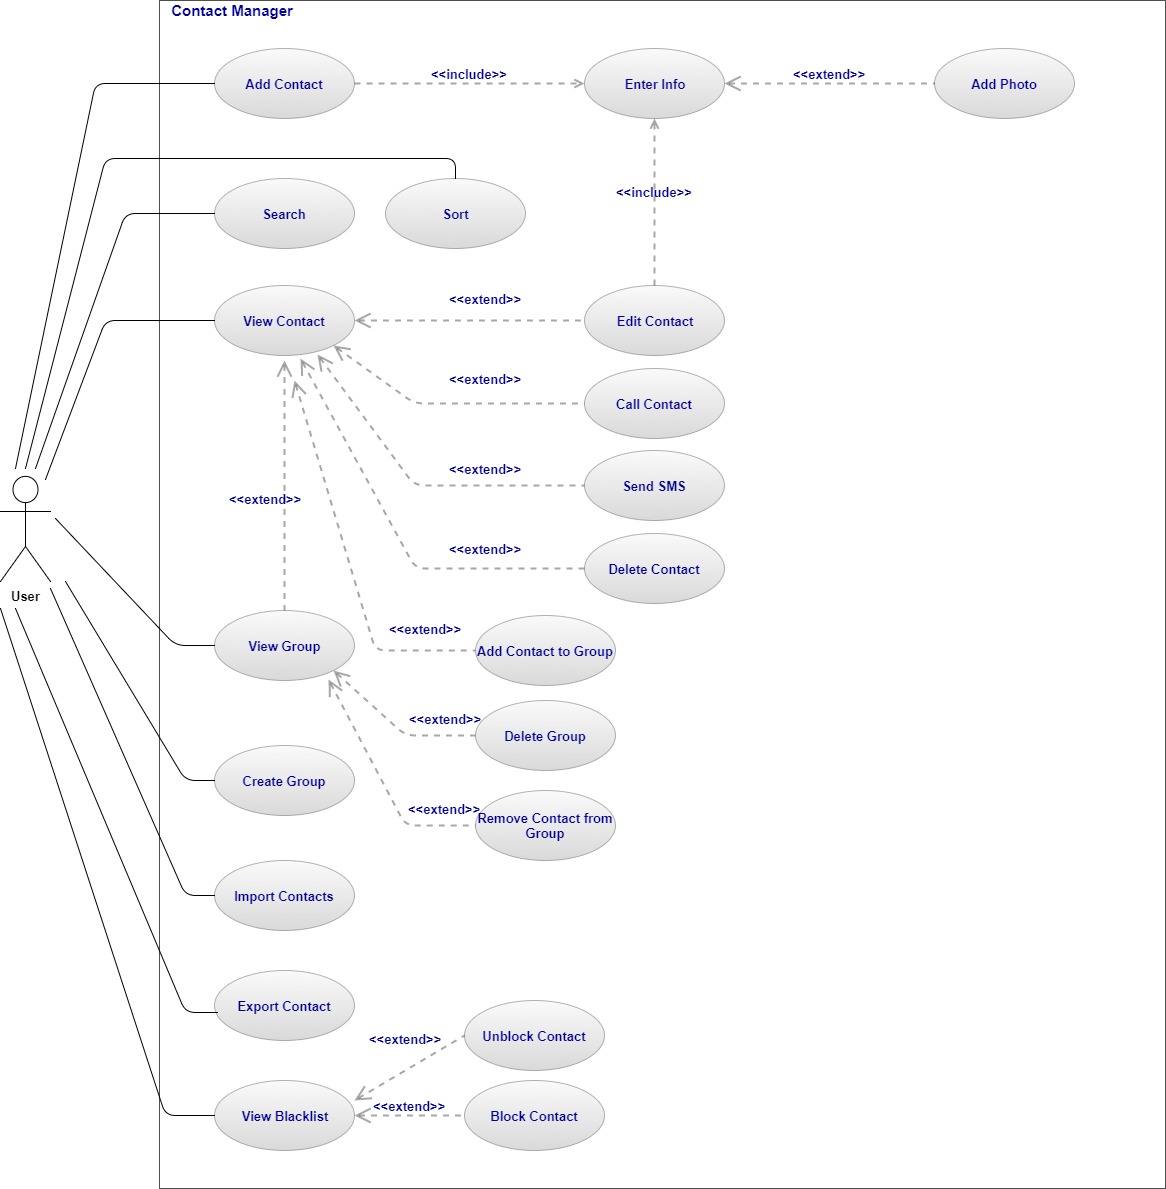 Contact Manager
Add Contact
<<include>>
Enter Info
<<extend>>
Add Photo
<<include>>
Search
Sort
View Contact
<<extend>>
Edit Contact
<<extend>>
Call Contact
<<extend>>
Send SMS
<<extend>>
<<extend>>
Delete Contact
User
View Group
<<extend>>
Add Contact to Group
<<extend>>
Delete Group
Create Group
<<extend>>
Remove Contact from
Group
Import Contacts
Export Contact
<<extend>>
Unblock Contact
View Blacklist
<<extend>>
Block Contact